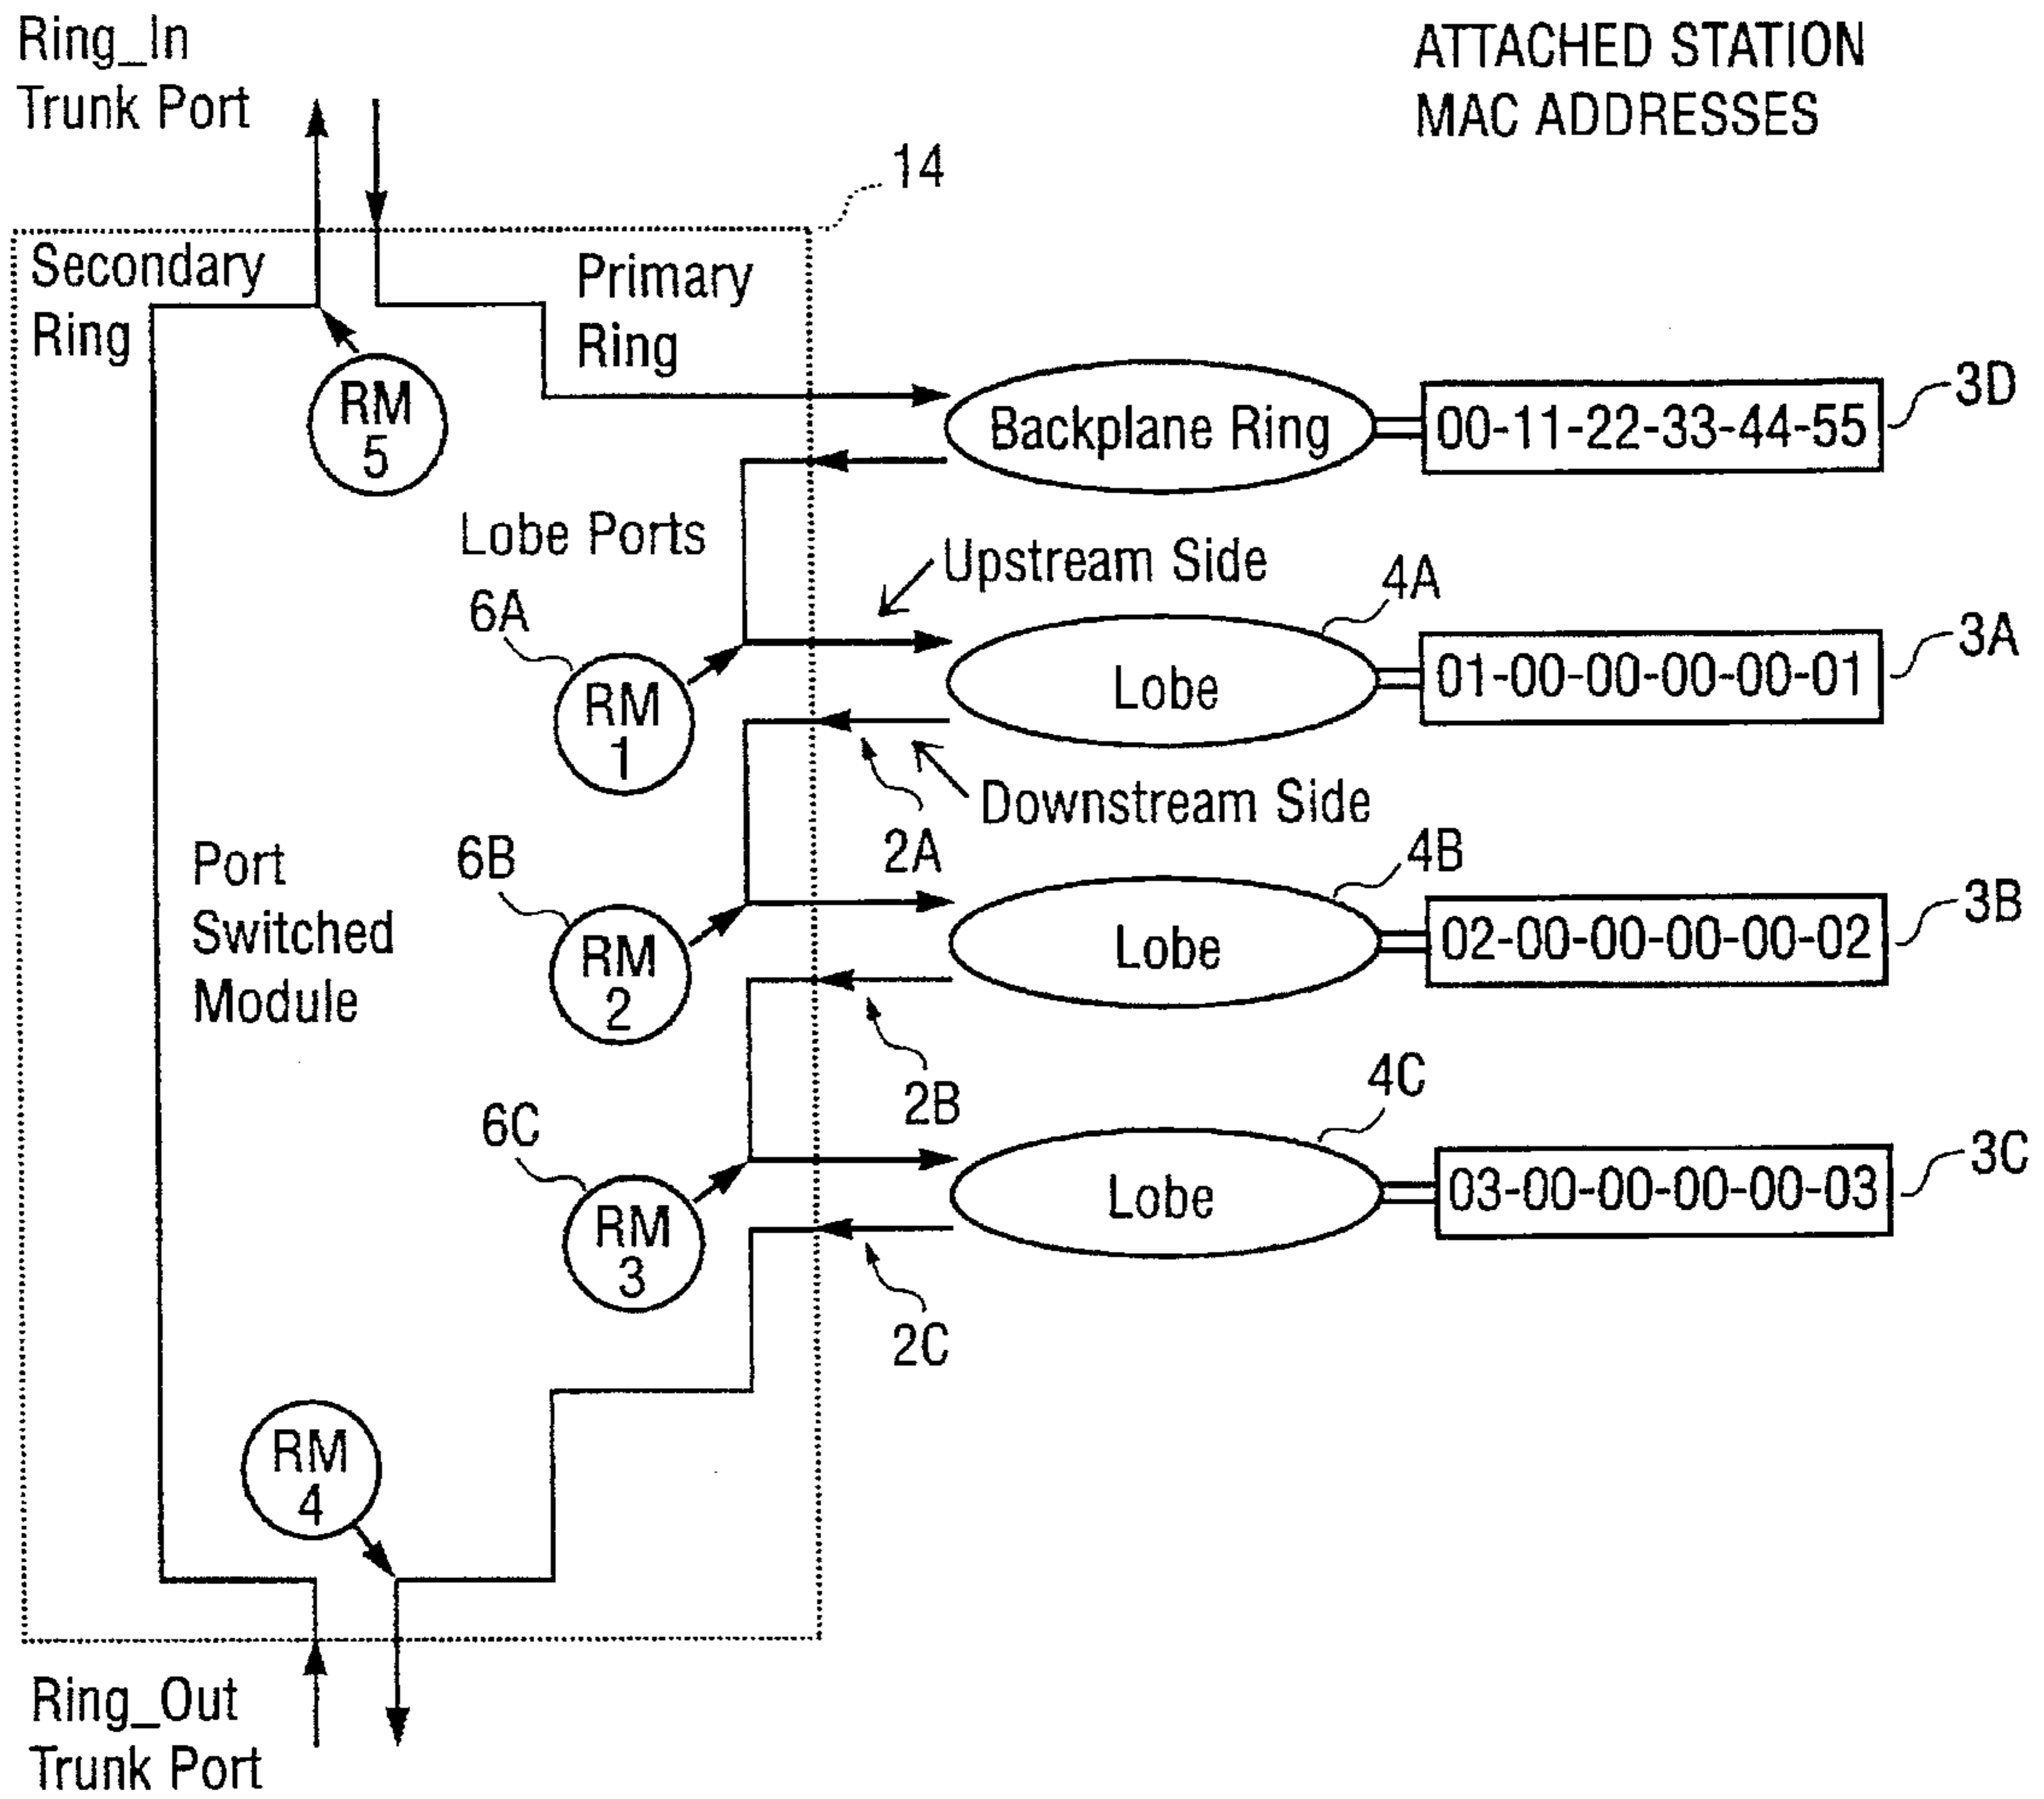 Ring_In
Trunk Port
ATTACHED STATION
MAC ADDRESSES
14
Secondary
Ring
Primary
Ring
RM
5
Backplane Ring
00-11-22-33-44-55
3D
Lobe Ports
Upstream Side
4A
6A
RM
1
Lobe
01-00-00-00-00-01
3A
Downstream Side
2A
Port
Switched
Module
6B
RM
2
4B
Lobe
02-00-00-00-00-02
3B
2B
6C
RM
3
4C
Lobe
03-00-00-00-00-03
3C
2C
RM
4
Ring_Out
Trunk Port